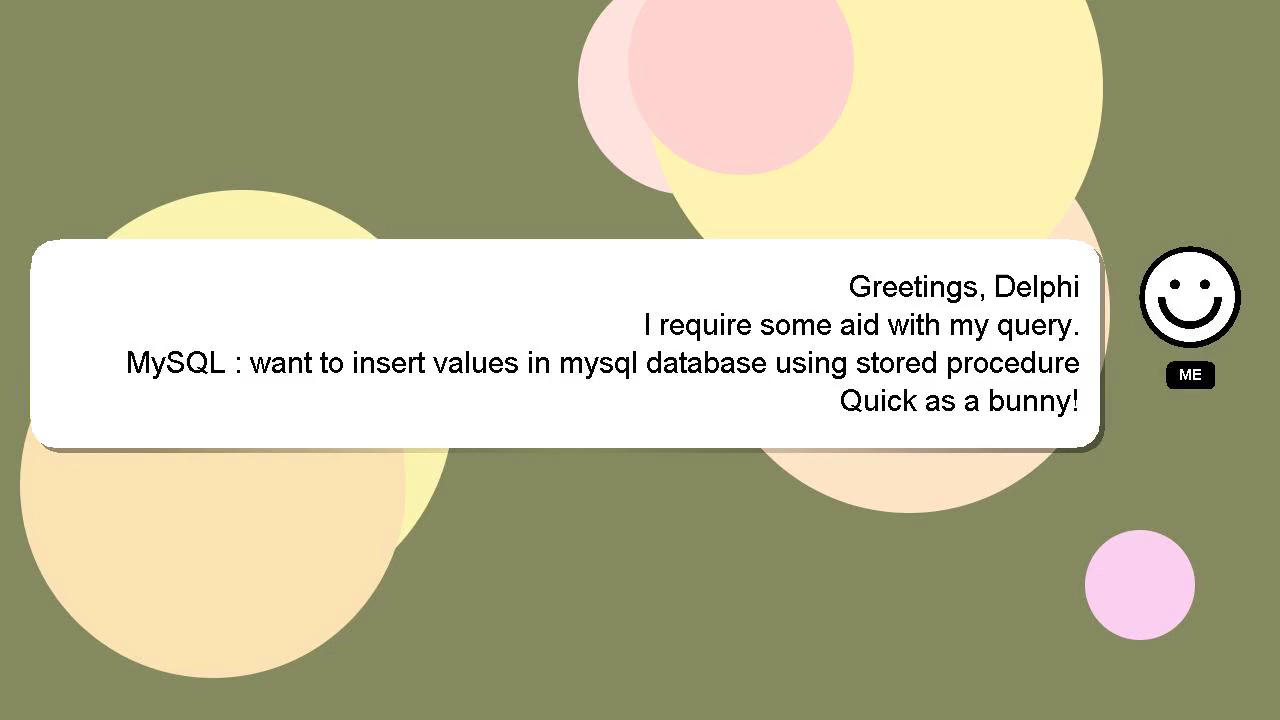 Greetings, Delphi
I require some aid with my query.
MySQL : want to insert values in mysql database using stored procedure
Quick as a bunny!
ME